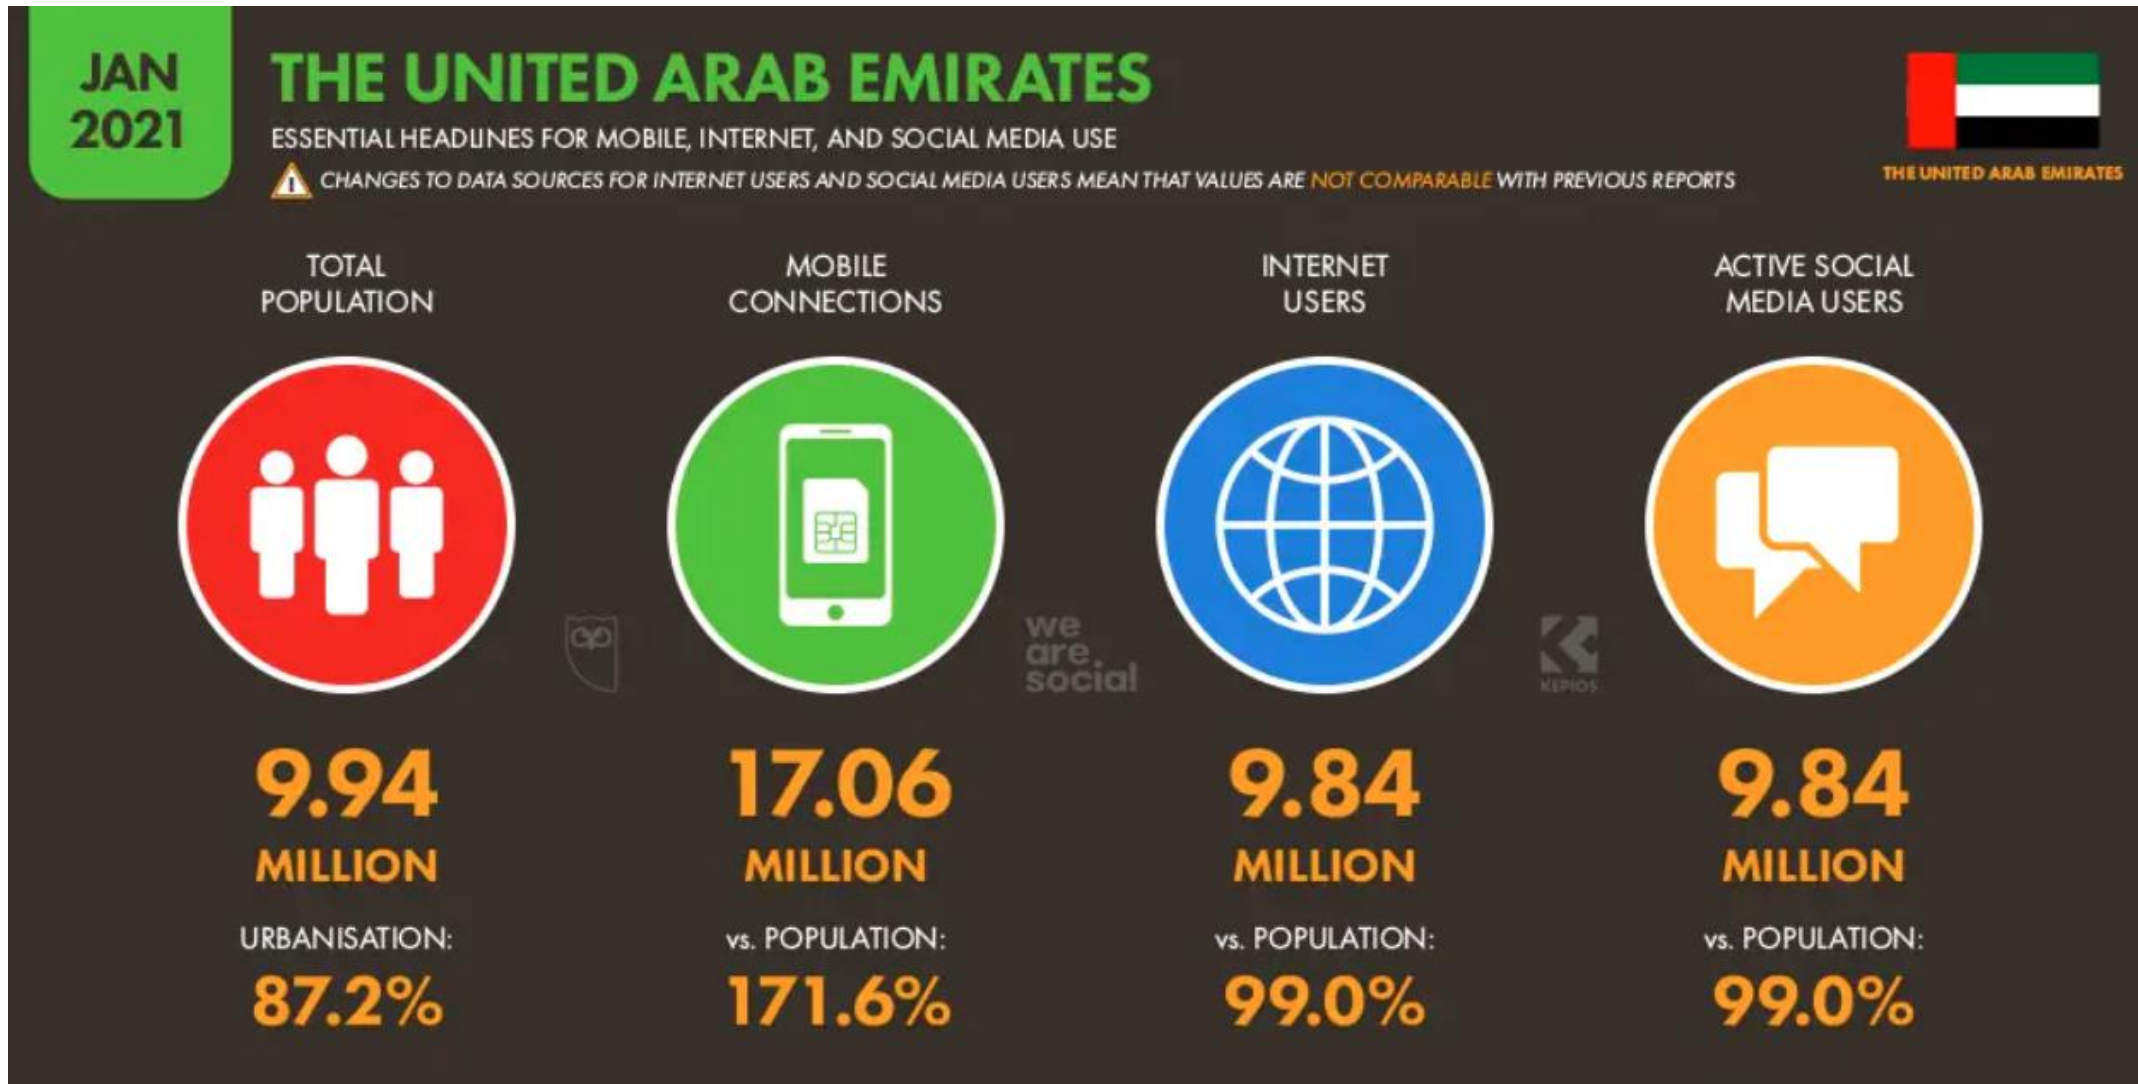 JAN
2021
THE UNITED ARAB EMIRATES
ESSENTIAL HEADLINES FOR MOBILE, INTERNET, AND SOCIAL MEDIA USE
CHANGES TO DATA SOURCES FOR INTERNET USERS AND SOCIAL MEDIA USERS MEAN THAT VALUES ARE NOT COMPARABLE WITH PREVIOUS REPORTS
THE UNITED ARAB EMIRATES
TOTAL
POPULATION
9.94
MILLION
URBANISATION:
87.2%
MOBILE
CONNECTIONS
17.06
MILLION
vs. POPULATION:
171.6%
INTERNET
USERS
9.84
MILLION
vs. POPULATION:
99.0%
ACTIVE SOCIAL
MEDIA USERS
9.84
MILLION
vs. POPULATION:
99.0%
we
are.
social
KEPIOS